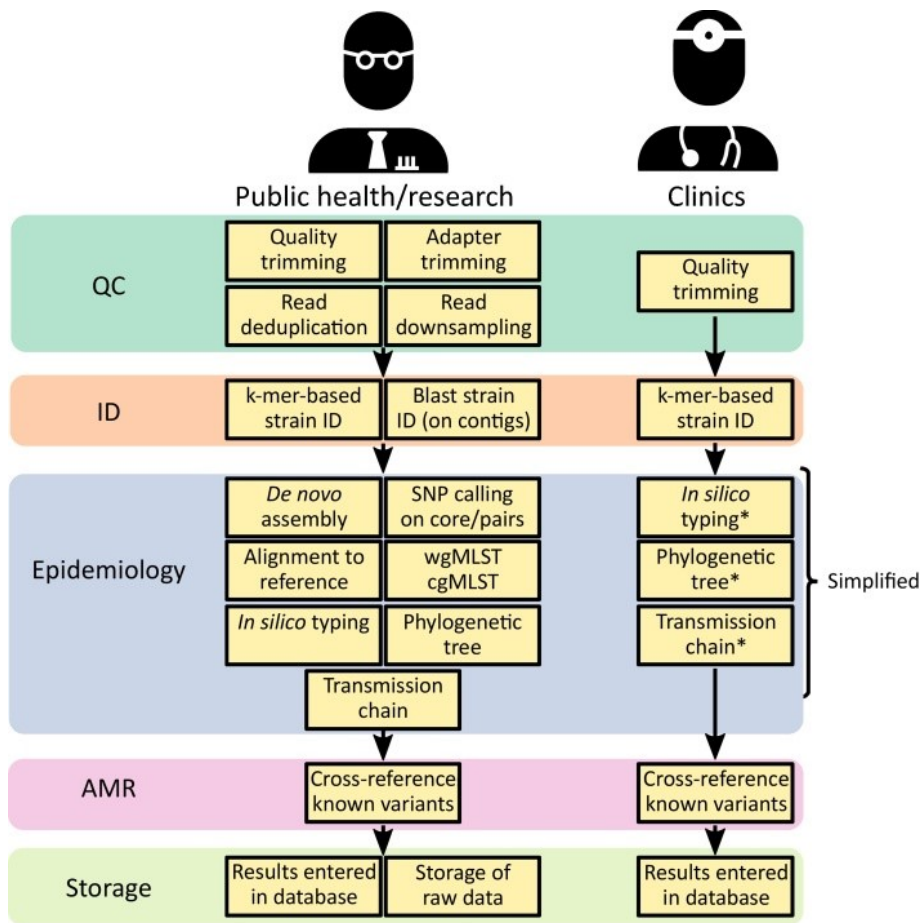 Public health/research
Clinics
QC
Quality
trimming
Adapter
trimming
Read
deduplication
Read
downsampling
Quality
trimming
ID
k-mer-based
strain ID
Blast strain
ID (on contigs)
k-mer-based
strain ID
Epidemiology
De novo
assembly
SNP calling
on core/pairs
Alignment to
reference
wgMLST
cgMLST
In silico typing
Phylogenetic
tree
Transmission
chain
In silico
typing*
Phylogenetic
tree*
Transmission
chain*
Simplified
AMR
Cross-reference
known variants
Cross-reference
known variants
Storage
Results entered
in database
Storage of
raw data
Results entered
in database